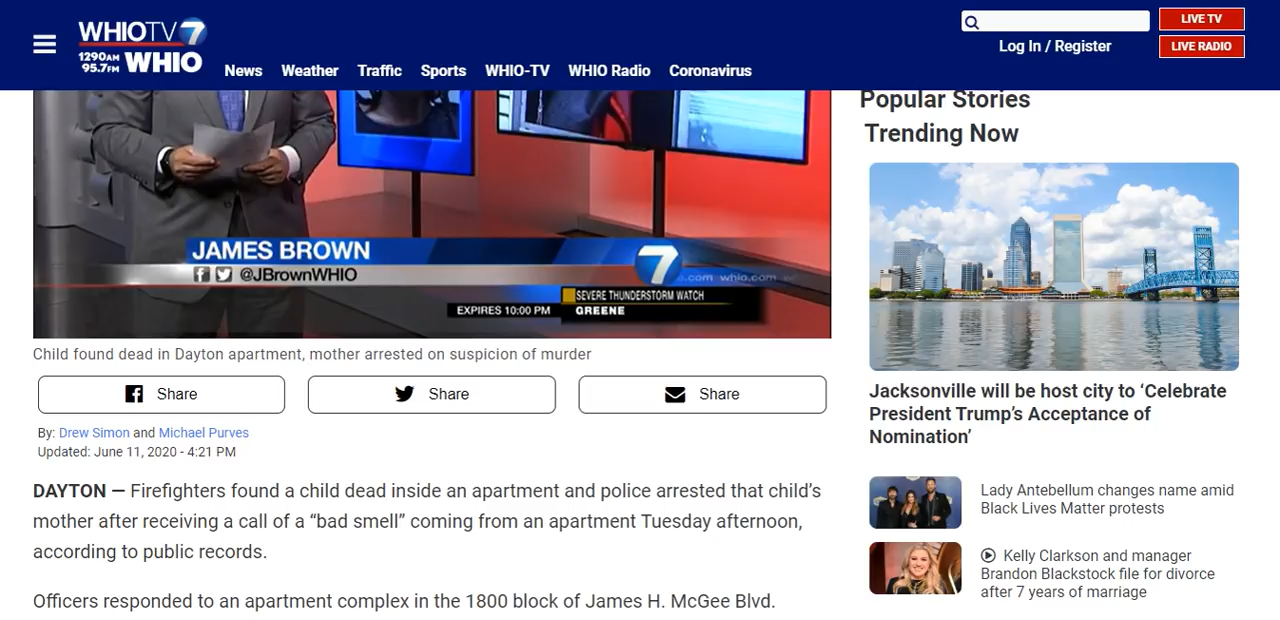 WHIOTV 7
1290AM
95.7FM WHIO
News Weather Traffic Sports WHIO-TV WHIO Radio Coronavirus
Log In / Register
LIVE TV
LIVE RADIO
JAMES BROWN
@JBrownWHIO
7
.com whio.com
SEVERE THUNDERSTORM WATCH
EXPIRES 10:00 PM GREENE
Child found dead in Dayton apartment, mother arrested on suspicion of murder
Share Share Share
By: Drew Simon and Michael Purves
Updated: June 11, 2020 - 4:21 PM
DAYTON — Firefighters found a child dead inside an apartment and police arrested that child’s
mother after receiving a call of a “bad smell” coming from an apartment Tuesday afternoon,
according to public records.
Officers responded to an apartment complex in the 1800 block of James H. McGee Blvd.
Popular Stories
Trending Now
Jacksonville will be host city to ‘Celebrate
President Trump’s Acceptance of
Nomination’
Lady Antebellum changes name amid
Black Lives Matter protests
Kelly Clarkson and manager
Brandon Blackstock file for divorce
after 7 years of marriage